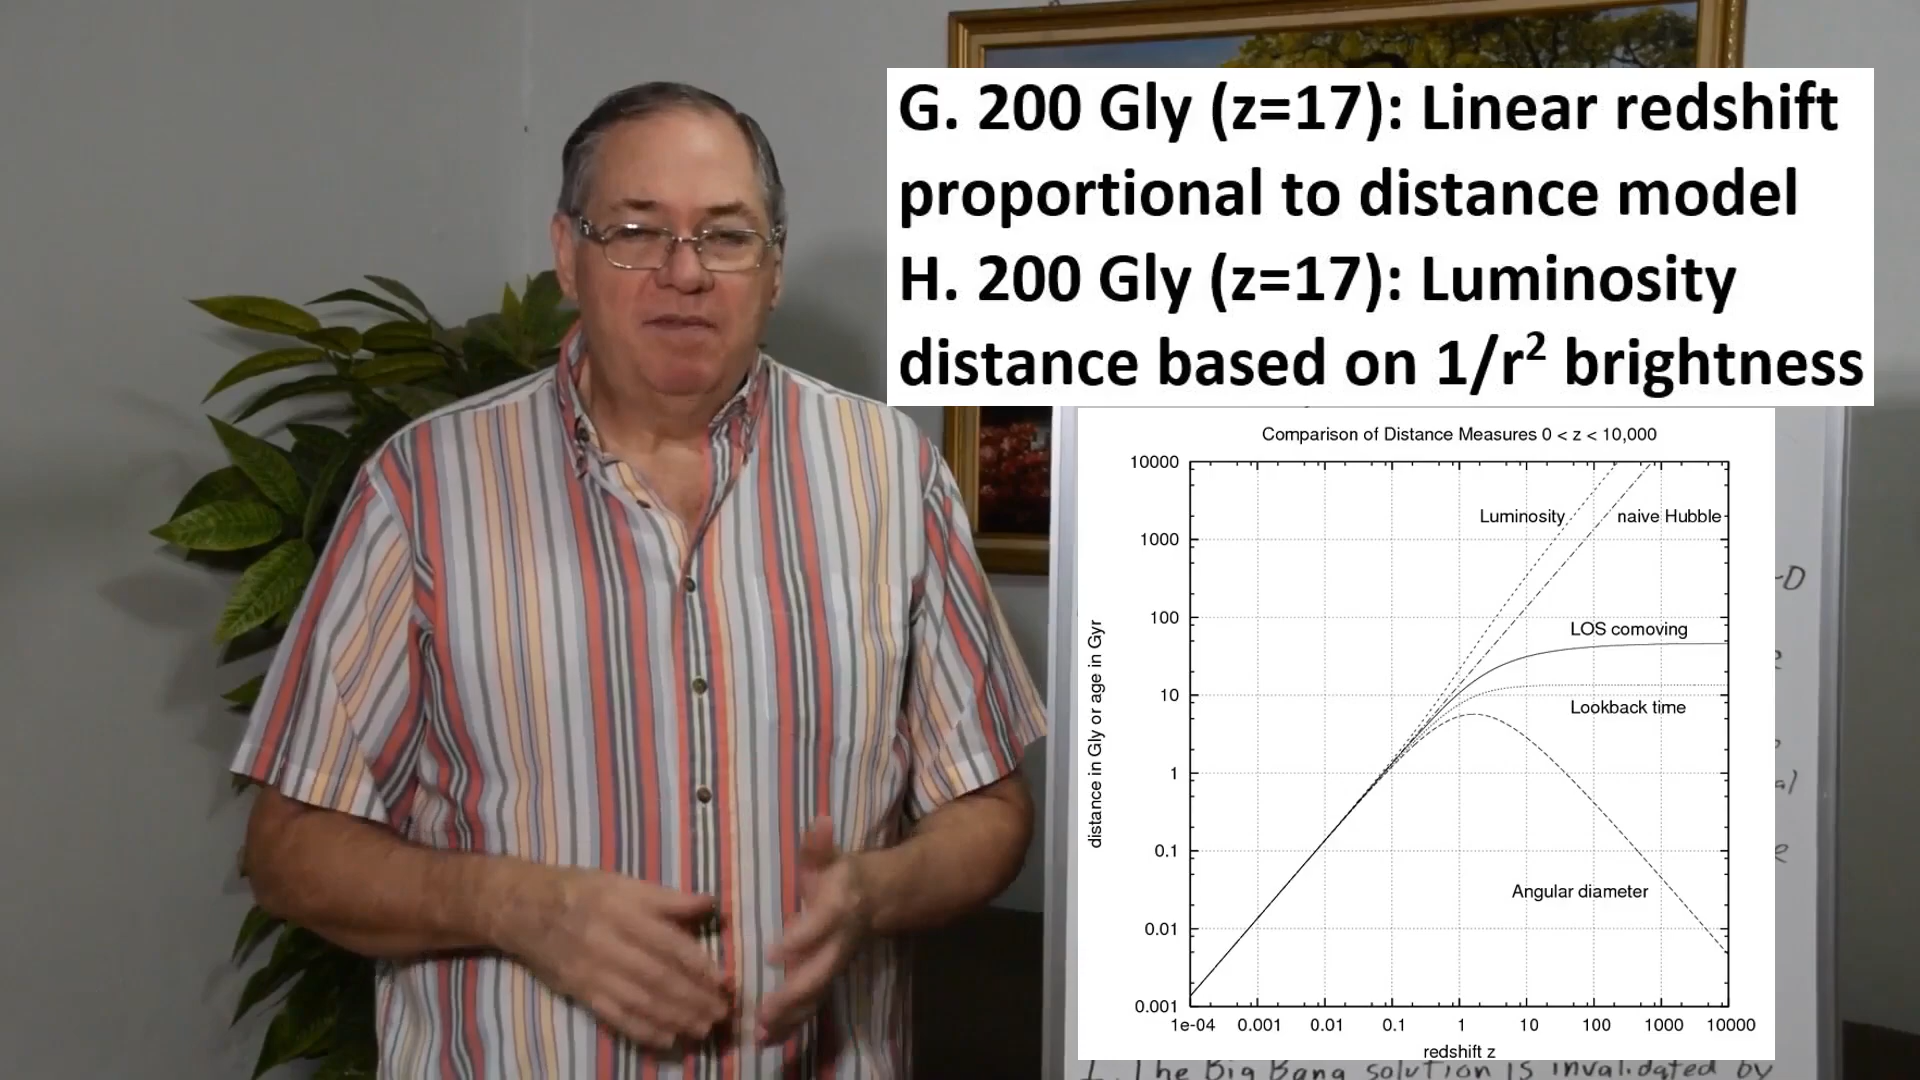 G. 200 Gly (z=17): Linear redshift
proportional to distance model
H. 200 Gly (z=17): Luminosity
distance based on 1/r² brightness
Comparison of Distance Measures 0 < z < 10,000
10000
1000
100
10
1
0.1
0.01
0.001
distance in Gly or age in Gyr
Luminosity
naive Hubble
LOS comoving
Lookback time
Angular diameter
1e-04 0.001 0.01 0.1 1 10 100 1000 10000
redshift z
-D
al
1. The Big Bang solution is invalidated by